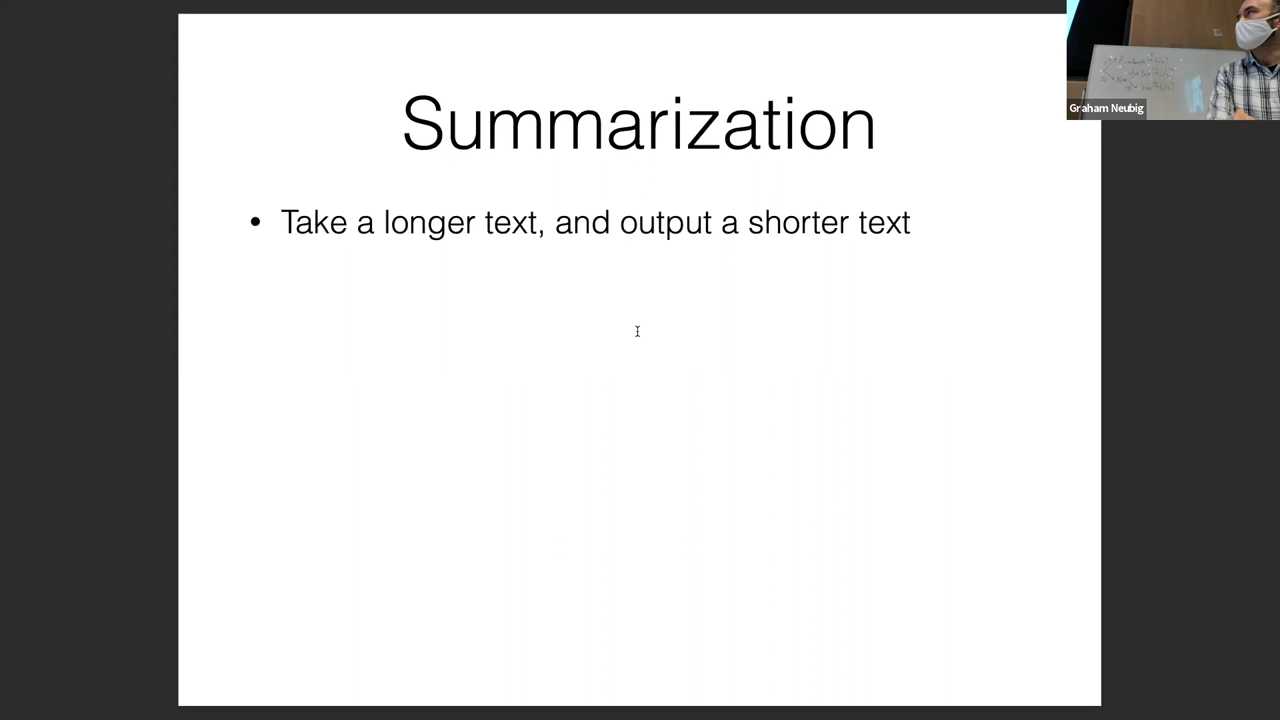 Summarization
• Take a longer text, and output a shorter text
Graham Neubig